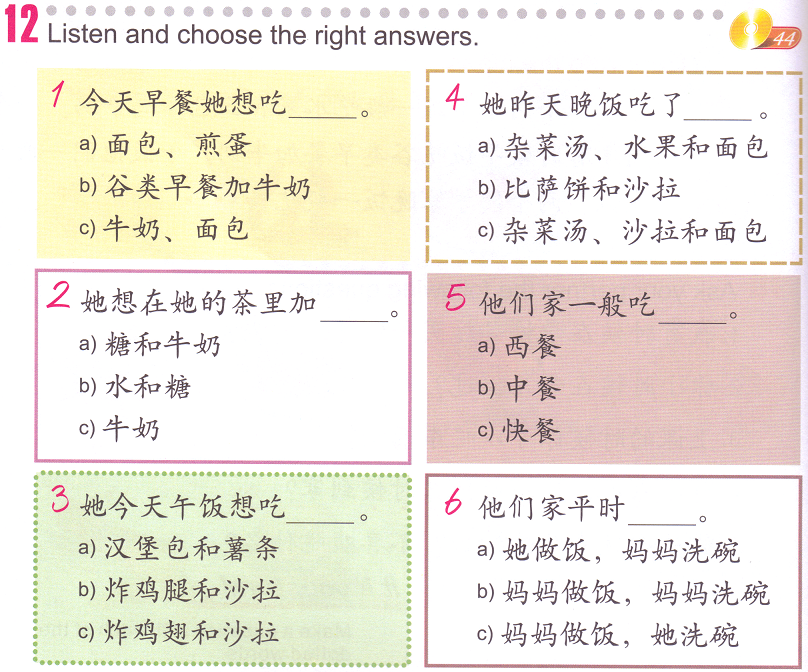 12 Listen and choose the right answers. 44
1 今天早餐她想吃_____。
a) 面包、煎蛋
b) 谷类早餐加牛奶
c) 牛奶、面包
2 她想在她的茶里加_____。
a) 糖和牛奶
b) 水和糖
c) 牛奶
3 她今天午饭想吃_____。
a) 汉堡包和薯条
b) 炸鸡腿和沙拉
c) 炸鸡翅和沙拉
4 她昨天晚饭吃了_____。
a) 杂菜汤、水果和面包
b) 比萨饼和沙拉
c) 杂菜汤、沙拉和面包
5 他们家一般吃_____。
a) 西餐
b) 中餐
c) 快餐
6 他们家平时_____。
a) 她做饭，妈妈洗碗
b) 妈妈做饭，妈妈洗碗
c) 妈妈做饭，她洗碗